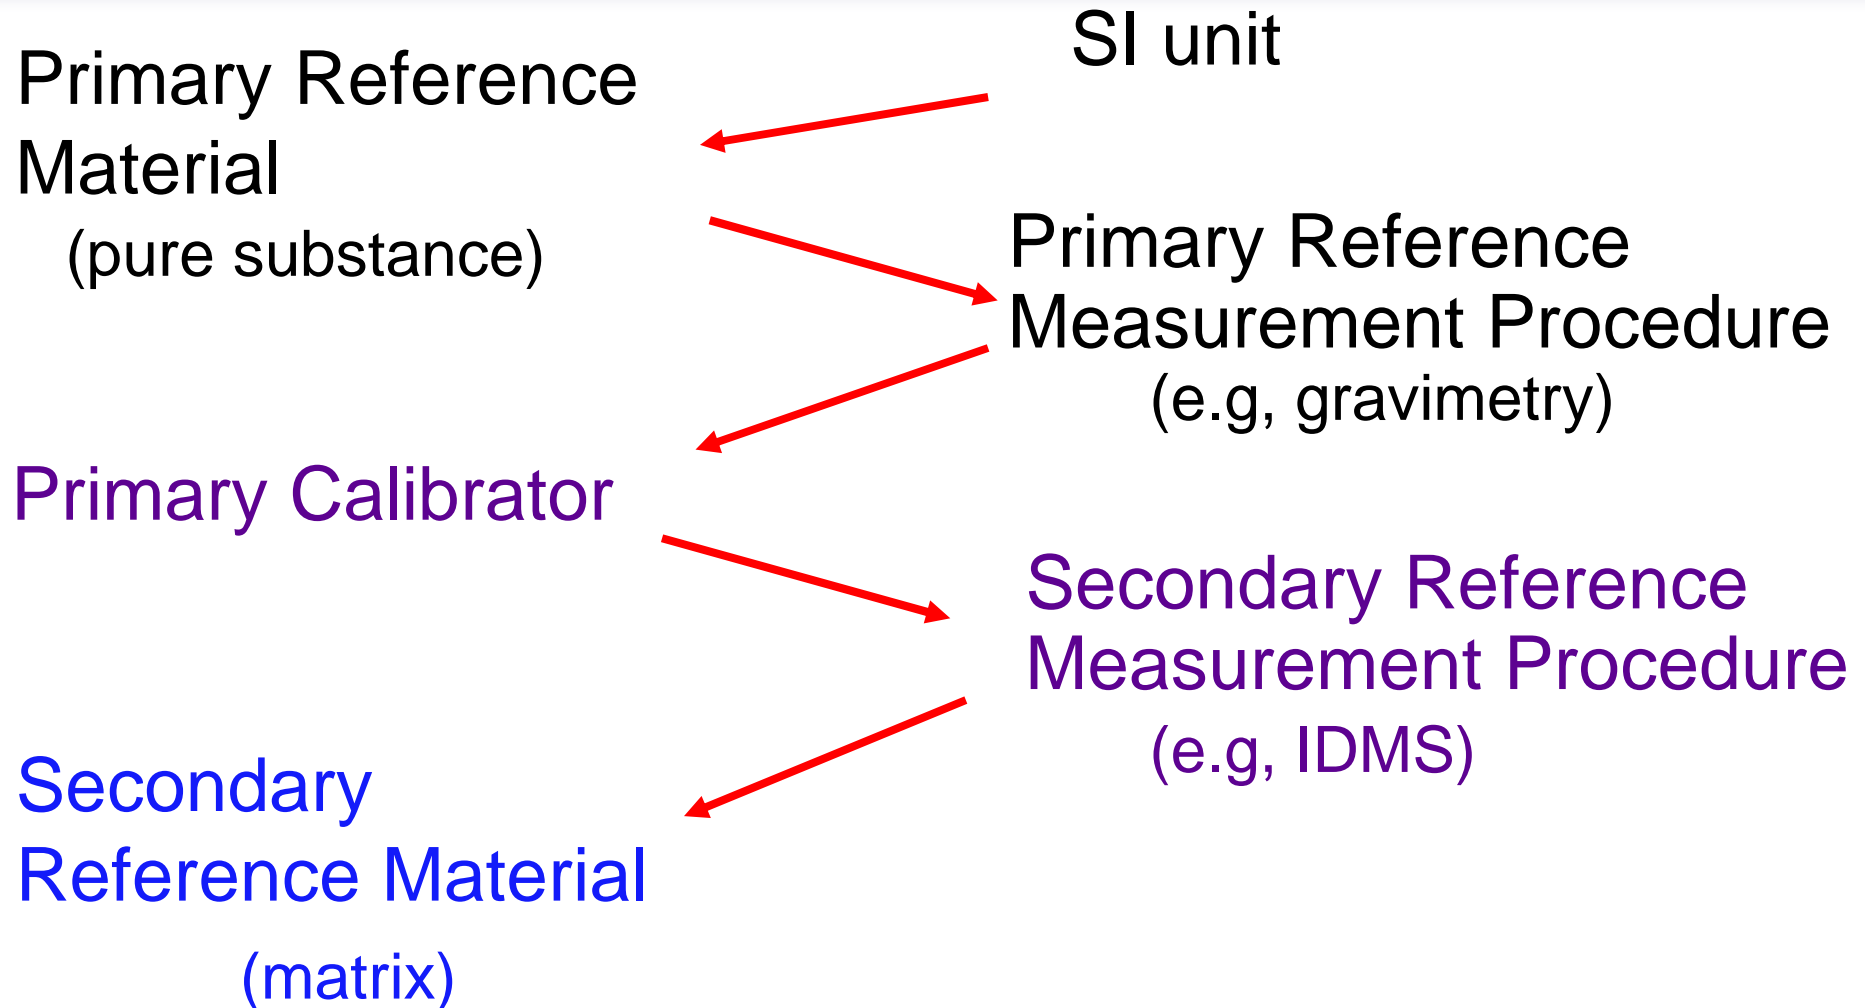 SI unit
Primary Reference
Material
(pure substance)
Primary Reference
Measurement Procedure
(e.g, gravimetry)
Primary Calibrator
Secondary Reference
Measurement Procedure
(e.g, IDMS)
Secondary
Reference Material
(matrix)